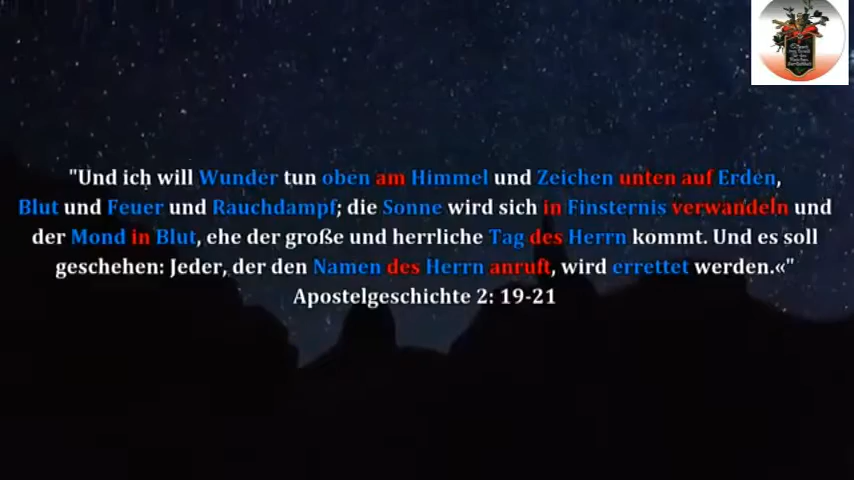 "Und ich will Wunder tun oben am Himmel und Zeichen unten auf Erden,
Blut und Feuer und Rauchdampf; die Sonne wird sich in Finsternis verwandeln und
der Mond in Blut, ehe der große und herrliche Tag des Herrn kommt. Und es soll
geschehen: Jeder, der den Namen des Herrn anruft, wird errettet werden.«"
Apostelgeschichte 2: 19-21